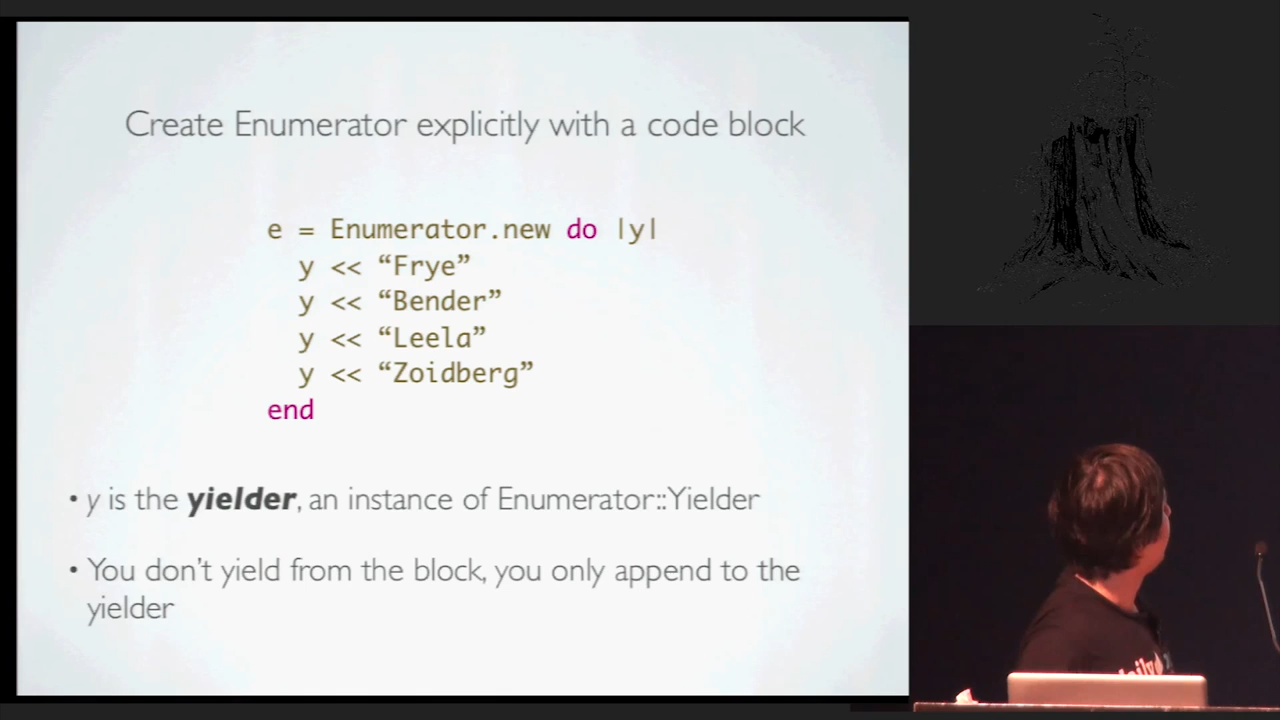 Create Enumerator explicitly with a code block
e = Enumerator.new do |y|
y << “Frye”
y << “Bender”
y << “Leela”
y << “Zoidberg”
end
• y is the yielder, an instance of Enumerator::Yielder
• You don’t yield from the block, you only append to the
yielder